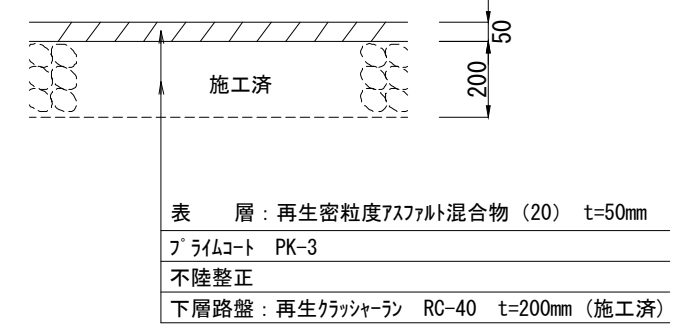 50
200
施工済
表　　層：再生密粒度ｱｽﾌｧﾙﾄ混合物（20）　t=50mm
ﾌﾟﾗｲﾑｺｰﾄ　PK-3
不陸整正
下層路盤：再生ｸﾗｯｼｬｰﾗﾝ　RC-40　t=200mm（施工済）